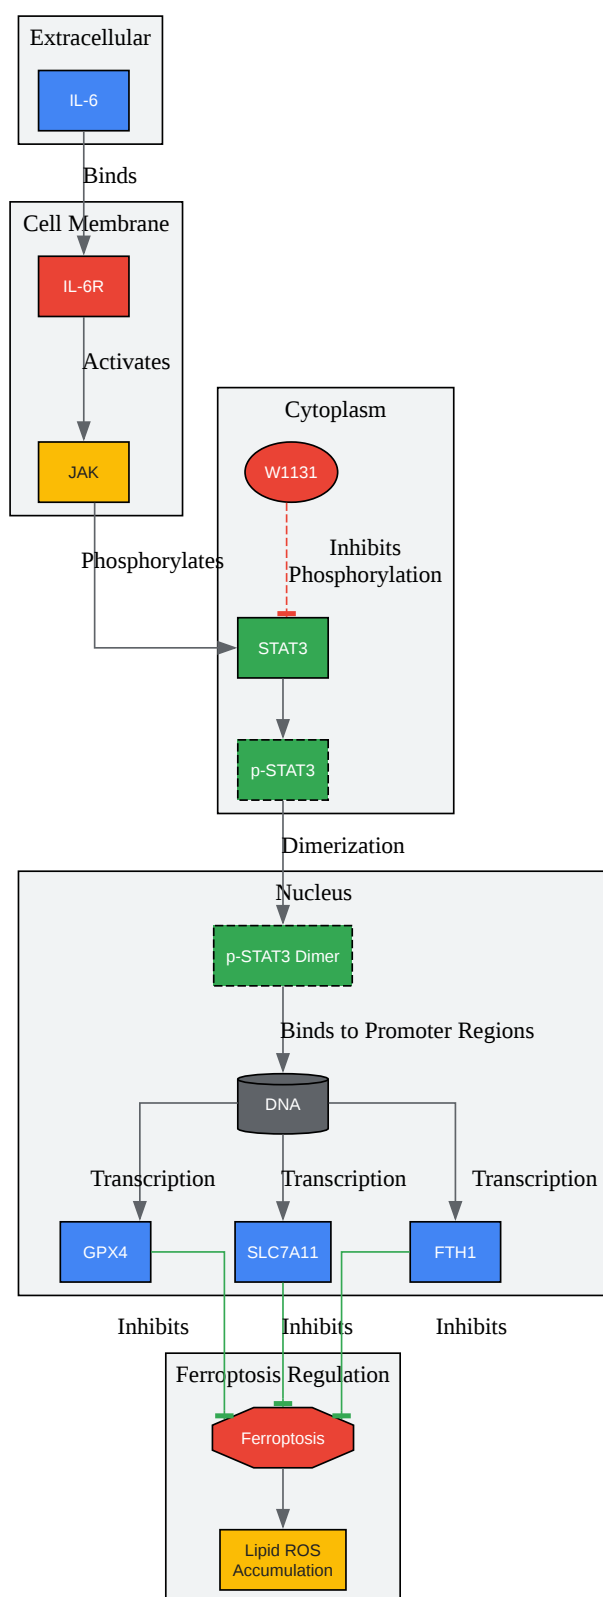 Extracellular
IL-6
Binds
Cell Membrane
IL-6R
Activates
Cytoplasm
JAK
W1131
Phosphorylates
Inhibits
Phosphorylation
STAT3
p-STAT3
Dimerization
Nucleus
p-STAT3 Dimer
Binds to Promoter Regions
DNA
Transcription
Transcription
Transcription
GPX4
SLC7A11
FTH1
Inhibits
Inhibits
Inhibits
Ferroptosis Regulation
Ferroptosis
Lipid ROS
Accumulation